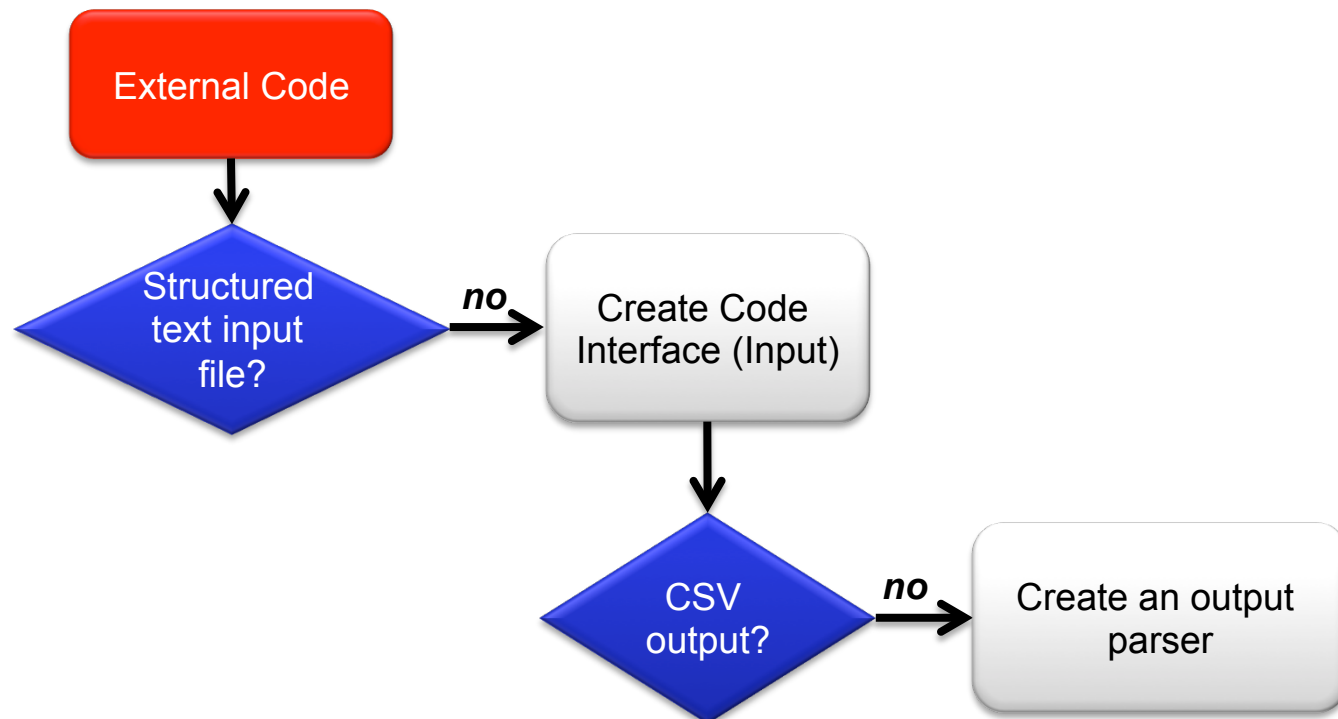 External Code
Structured
text input
file?
no
Create Code
Interface (Input)
CSV
output?
no
Create an output
parser